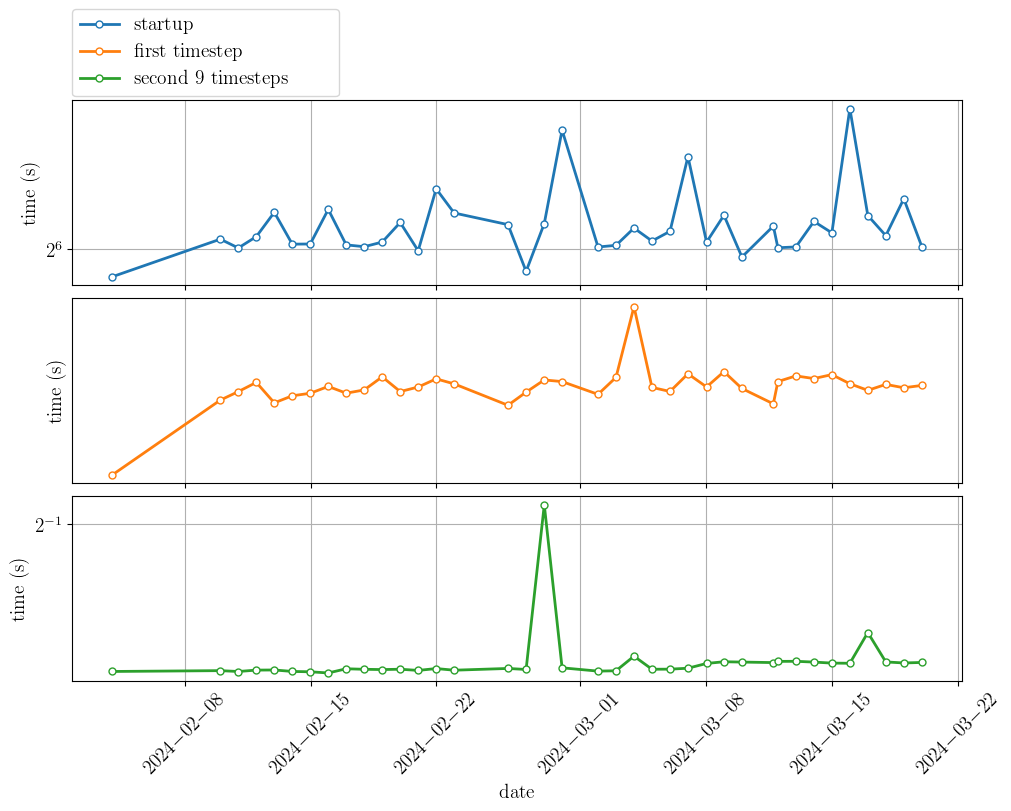 startup
first timestep
second 9 timesteps
time (s)
2^6
time (s)
2^−1
time (s)
2024−02−08
2024−02−15
2024−02−22
2024−03−01
2024−03−08
2024−03−15
2024−03−22
date